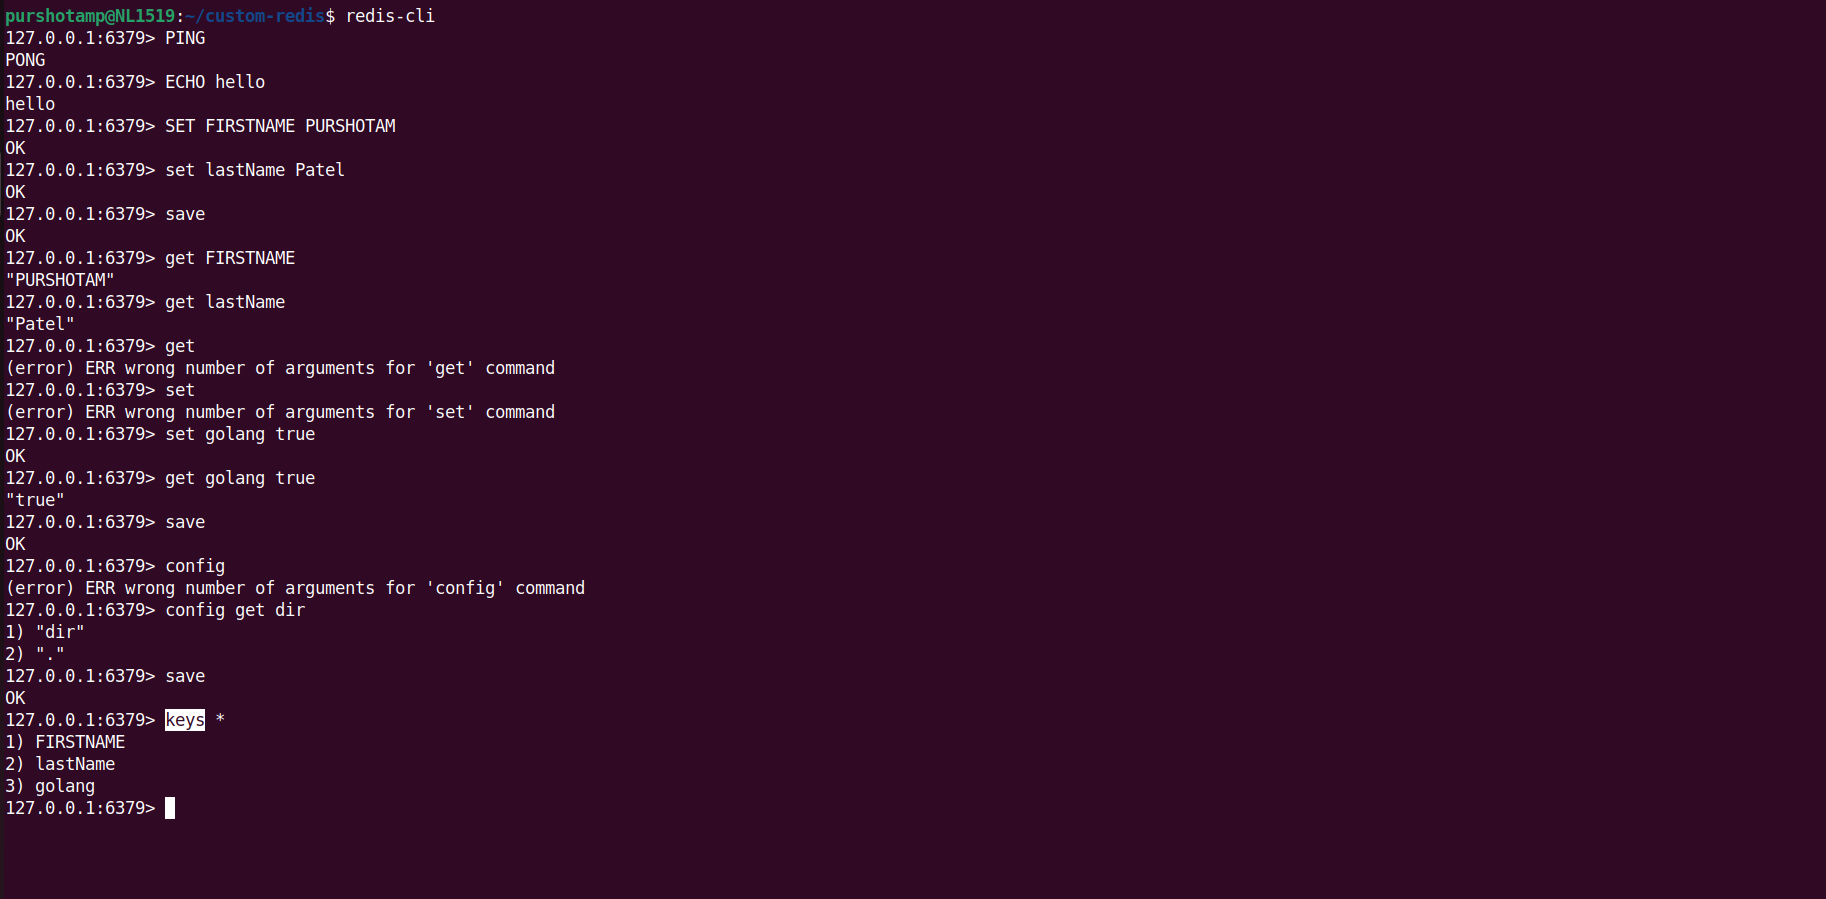 purshotamp@NL1519:~/custom-redis$ redis-cli
127.0.0.1:6379> PING
PONG
127.0.0.1:6379> ECHO hello
hello
127.0.0.1:6379> SET FIRSTNAME PURSHOTAM
OK
127.0.0.1:6379> set lastName Patel
OK
127.0.0.1:6379> save
OK
127.0.0.1:6379> get FIRSTNAME
"PURSHOTAM"
127.0.0.1:6379> get lastName
"Patel"
127.0.0.1:6379> get
(error) ERR wrong number of arguments for 'get' command
127.0.0.1:6379> set
(error) ERR wrong number of arguments for 'set' command
127.0.0.1:6379> set golang true
OK
127.0.0.1:6379> get golang true
"true"
127.0.0.1:6379> save
OK
127.0.0.1:6379> config
(error) ERR wrong number of arguments for 'config' command
127.0.0.1:6379> config get dir
1) "dir"
2) "."
127.0.0.1:6379> save
OK
127.0.0.1:6379> keys *
1) FIRSTNAME
2) lastName
3) golang
127.0.0.1:6379>